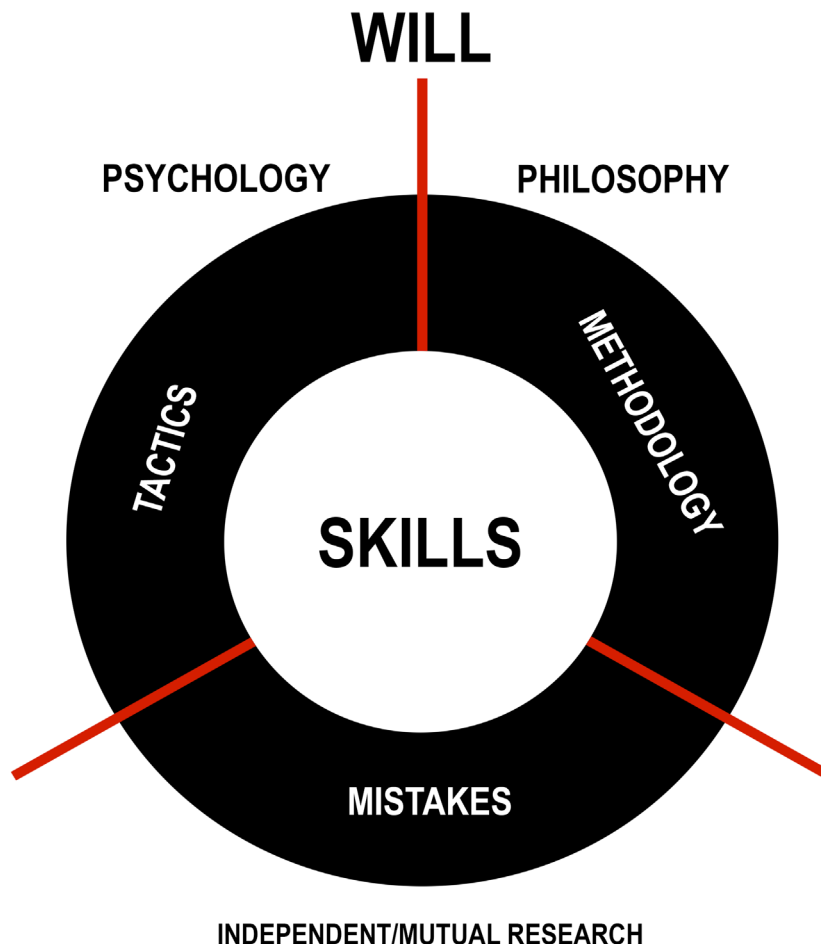 WILL
PSYCHOLOGY
PHILOSOPHY
METHODOLOGY
TACTICS
SKILLS
MISTAKES
INDEPENDENT/MUTUAL RESEARCH